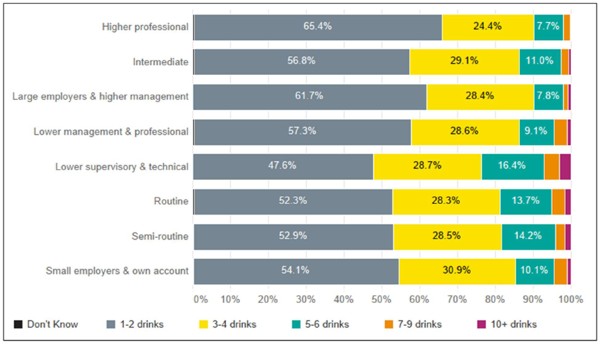 Higher professional 65.4% 24.4% 7.7%
Intermediate 56.8% 29.1% 11.0%
Large employers & higher management 61.7% 28.4% 7.8%
Lower management & professional 57.3% 28.6% 9.1%
Lower supervisory & technical 47.6% 28.7% 16.4%
Routine 52.3% 28.3% 13.7%
Semi-routine 52.9% 28.5% 14.2%
Small employers & own account 54.1% 30.9% 10.1%
0% 10% 20% 30% 40% 50% 60% 70% 80% 90% 100%
Don't Know 1-2 drinks 3-4 drinks 5-6 drinks 7-9 drinks 10+ drinks